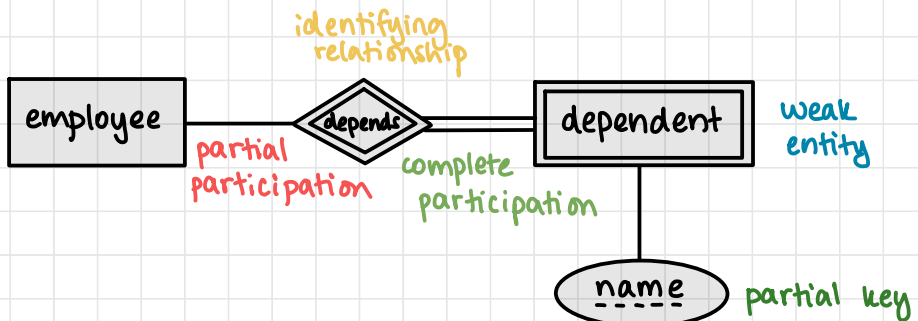 identifying
relationship
employee
depends
dependent
weak
entity
partial
participation
complete
participation
name
partial key